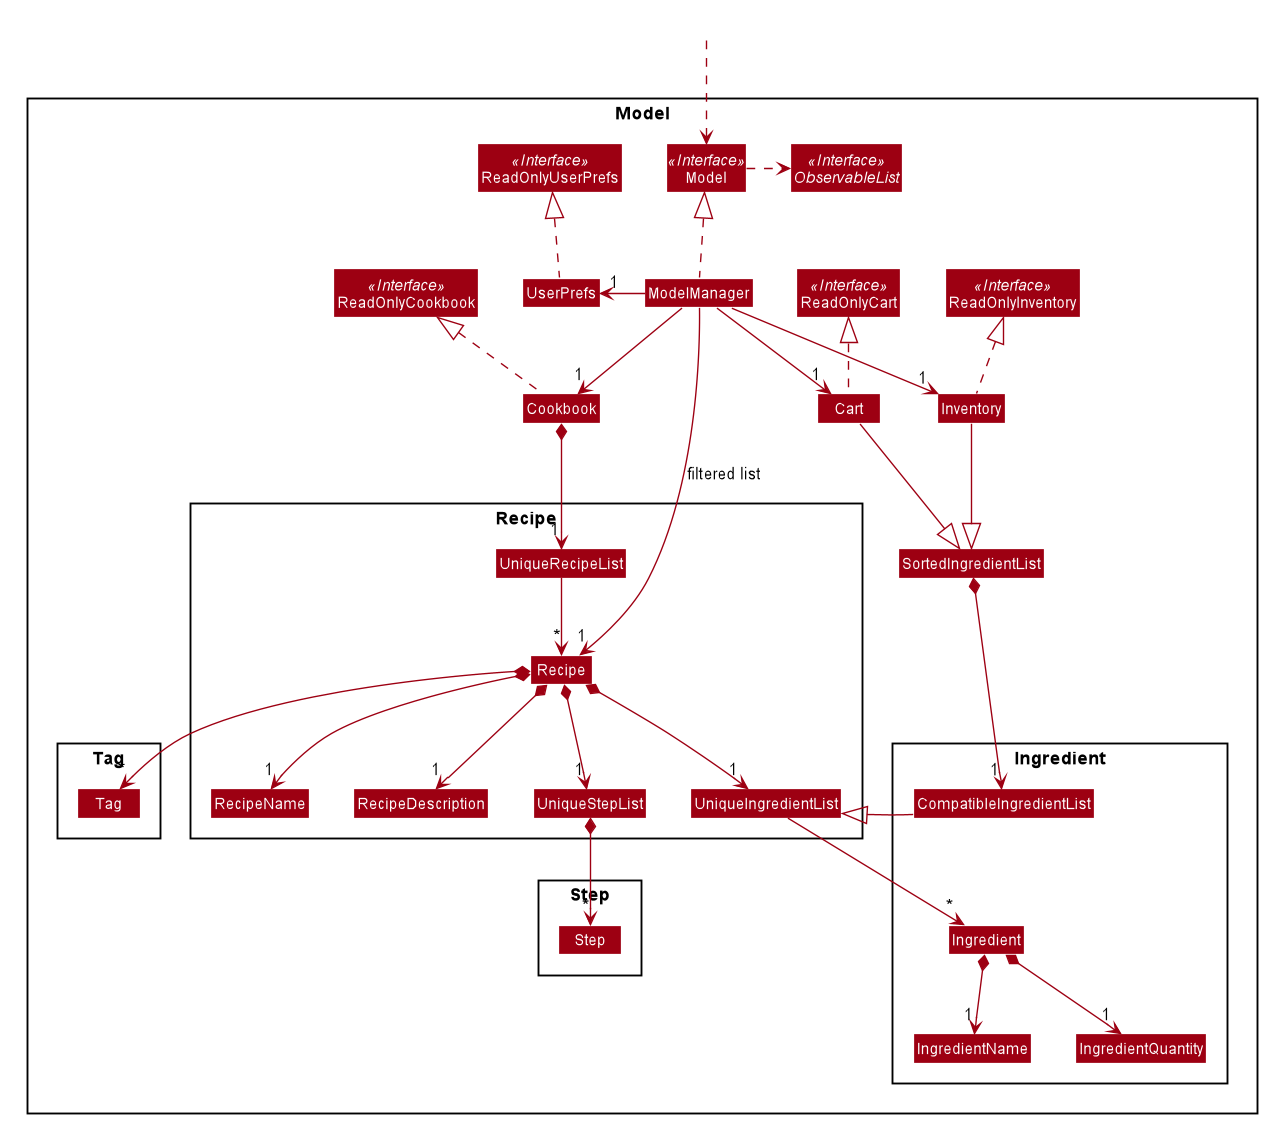 Model
«Interface»
ReadOnlyUserPrefs
«Interface»
Model
«Interface»
ObservableList
«Interface»
ReadOnlyCookbook
UserPrefs
1
ModelManager
«Interface»
ReadOnlyCart
«Interface»
ReadOnlyInventory
1
1
1
Cookbook
Cart
Inventory
filtered list
Recipe
1
UniqueRecipeList
SortedIngredientList
*
1
Recipe
Tag
Ingredient
*
1
1
1
1
1
Tag
RecipeName
RecipeDescription
UniqueStepList
UniqueIngredientList
CompatibleIngredientList
Step
*
*
Step
Ingredient
1
1
IngredientName
IngredientQuantity